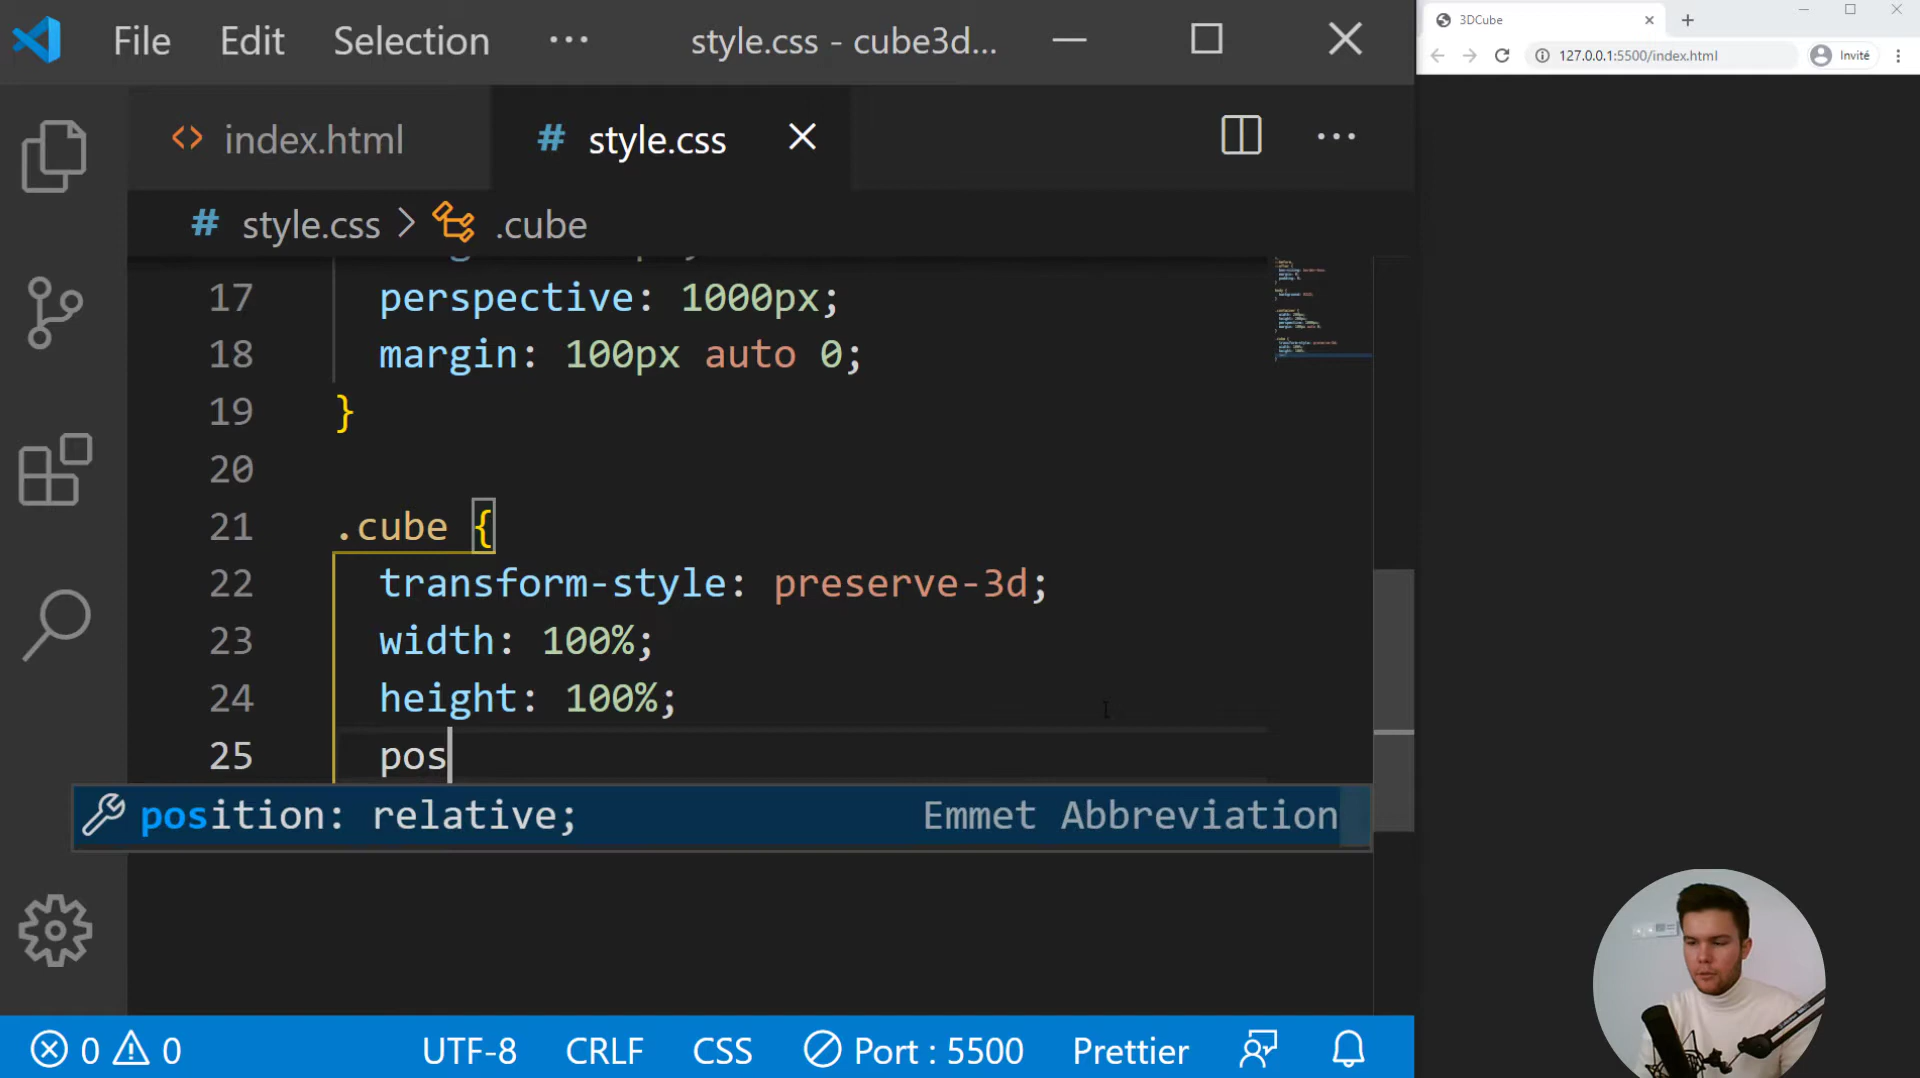 File Edit Selection ··· style.css - cube3d...
3DCube
127.0.0.1:5500/index.html Invité
<> index.html # style.css
# style.css > .cube
17 perspective: 1000px;
18 margin: 100px auto 0;
19 }
20
21 .cube {
22 transform-style: preserve-3d;
23 width: 100%;
24 height: 100%;
25 pos
position: relative; Emmet Abbreviation
0 0 UTF-8 CRLF CSS Port : 5500 Prettier